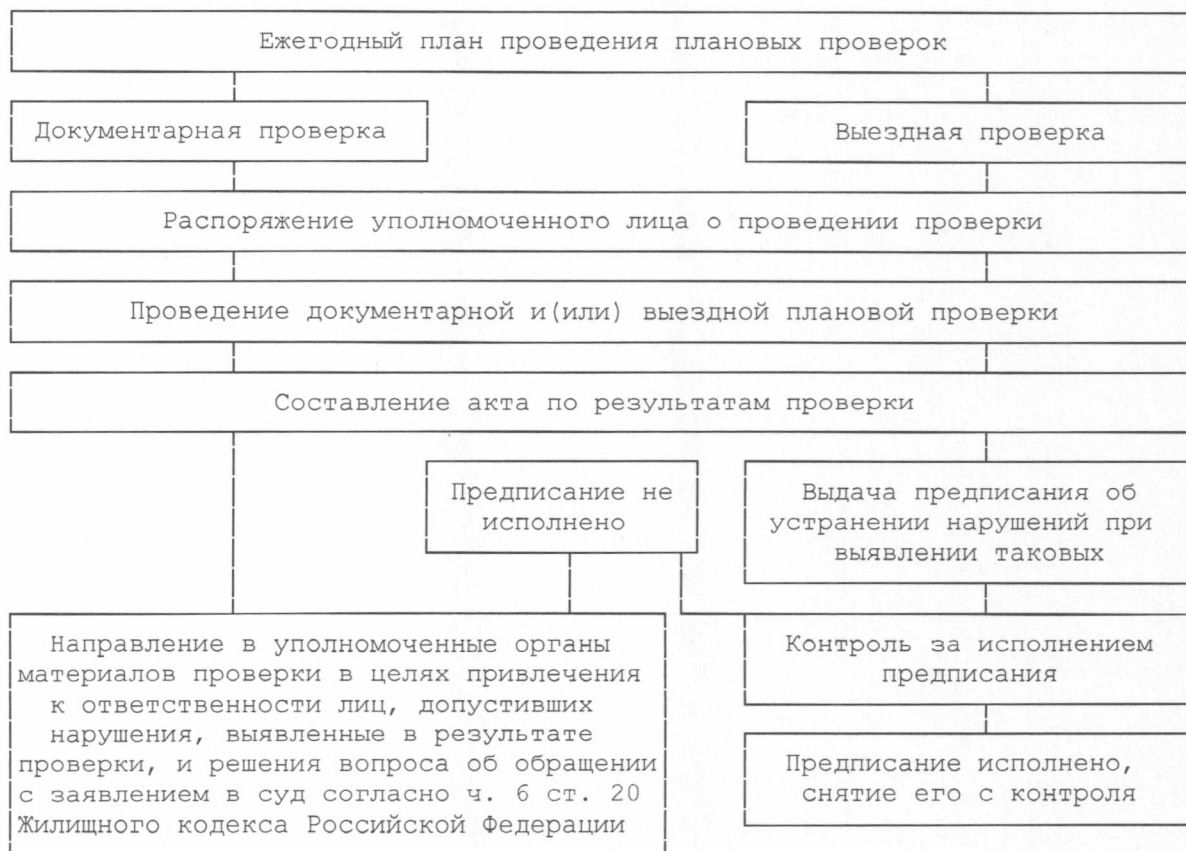 Ежегодный план проведения плановых проверок
Документарная проверка
Выездная проверка
Распоряжение уполномоченного лица о проведении проверки
Проведение документарной и(или) выездной плановой проверки
Составление акта по результатам проверки
Предписание не
исполнено
Выдача предписания об
устранении нарушений при
выявлении таковых
Направление в уполномоченные органы
материалов проверки в целях привлечения
к ответственности лиц, допустивших
нарушения, выявленные в результате
проверки, и решения вопроса об обращении
с заявлением в суд согласно ч. 6 ст. 20
Жилищного кодекса Российской Федерации
Контроль за исполнением
предписания
Предписание исполнено,
снятие его с контроля